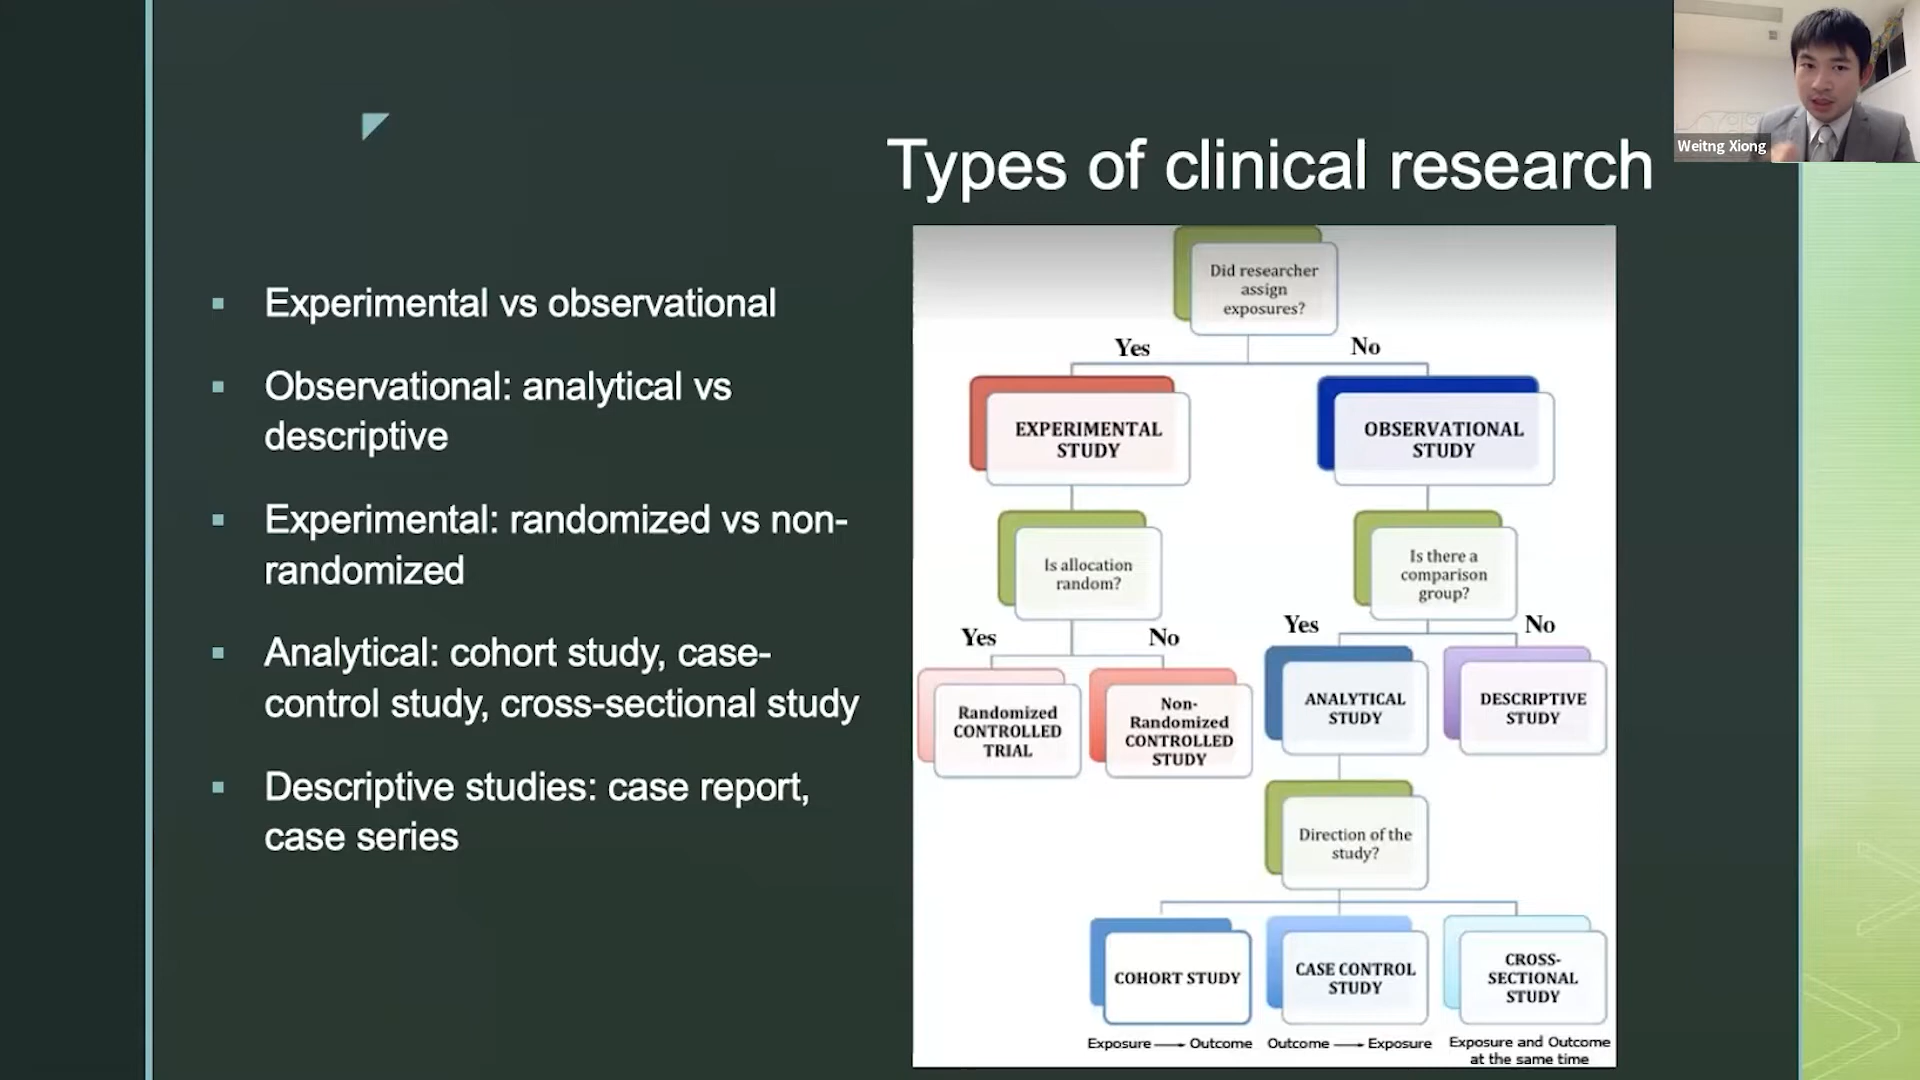 Weitng Xiong
Types of clinical research
▪ Experimental vs observational
▪ Observational: analytical vs
descriptive
▪ Experimental: randomized vs non-
randomized
▪ Analytical: cohort study, case-
control study, cross-sectional study
▪ Descriptive studies: case report,
case series
Did researcher
assign
exposures?
Yes
No
EXPERIMENTAL
STUDY
OBSERVATIONAL
STUDY
Is allocation
random?
Is there a
comparison
group?
Yes
No
Yes
No
Randomized
CONTROLLED
TRIAL
Non-
Randomized
CONTROLLED
STUDY
ANALYTICAL
STUDY
DESCRIPTIVE
STUDY
Direction of the
study?
COHORT STUDY
CASE CONTROL
STUDY
CROSS-
SECTIONAL
STUDY
Exposure → Outcome
Outcome → Exposure
Exposure and Outcome
at the same time